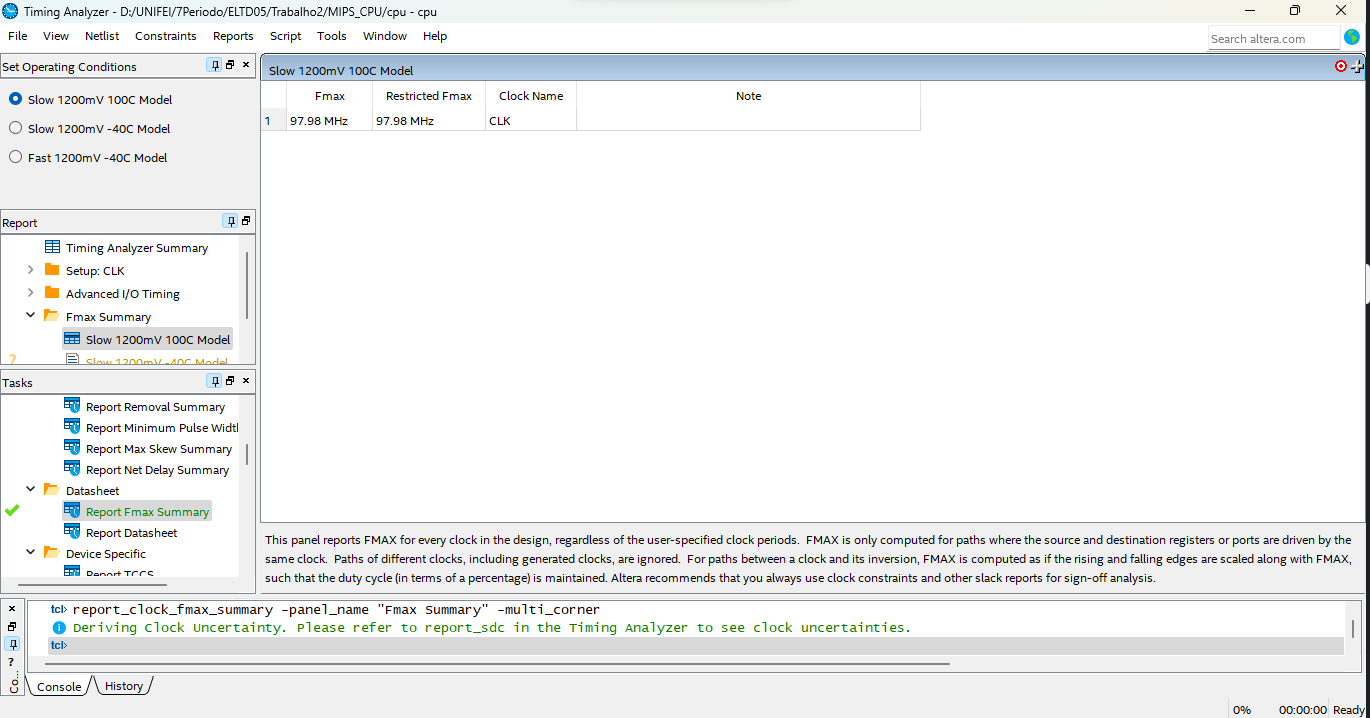 Timing Analyzer - D:/UNIFEI/7Periodo/ELTD05/Trabalho2/MIPS_CPU/cpu - cpu
File View Netlist Constraints Reports Script Tools Window Help
Search altera.com
Set Operating Conditions
Slow 1200mV 100C Model
Slow 1200mV -40C Model
Fast 1200mV -40C Model
Report
Timing Analyzer Summary
Setup: CLK
Advanced I/O Timing
Fmax Summary
Slow 1200mV 100C Model
? Slow 1200mV -40C Model
Tasks
Report Removal Summary
Report Minimum Pulse Widt
Report Max Skew Summary
Report Net Delay Summary
Datasheet
Report Fmax Summary
Report Datasheet
Device Specific
Report TCCS
Slow 1200mV 100C Model
Fmax Restricted Fmax Clock Name Note
1 97.98 MHz 97.98 MHz CLK
This panel reports FMAX for every clock in the design, regardless of the user-specified clock periods. FMAX is only computed for paths where the source and destination registers or ports are driven by the
same clock. Paths of different clocks, including generated clocks, are ignored. For paths between a clock and its inversion, FMAX is computed as if the rising and falling edges are scaled along with FMAX,
such that the duty cycle (in terms of a percentage) is maintained. Altera recommends that you always use clock constraints and other slack reports for sign-off analysis.
tcl> report_clock_fmax_summary -panel_name "Fmax Summary" -multi_corner
Deriving Clock Uncertainty. Please refer to report_sdc in the Timing Analyzer to see clock uncertainties.
tcl>
?
Co...
Console History
0% 00:00:00 Ready